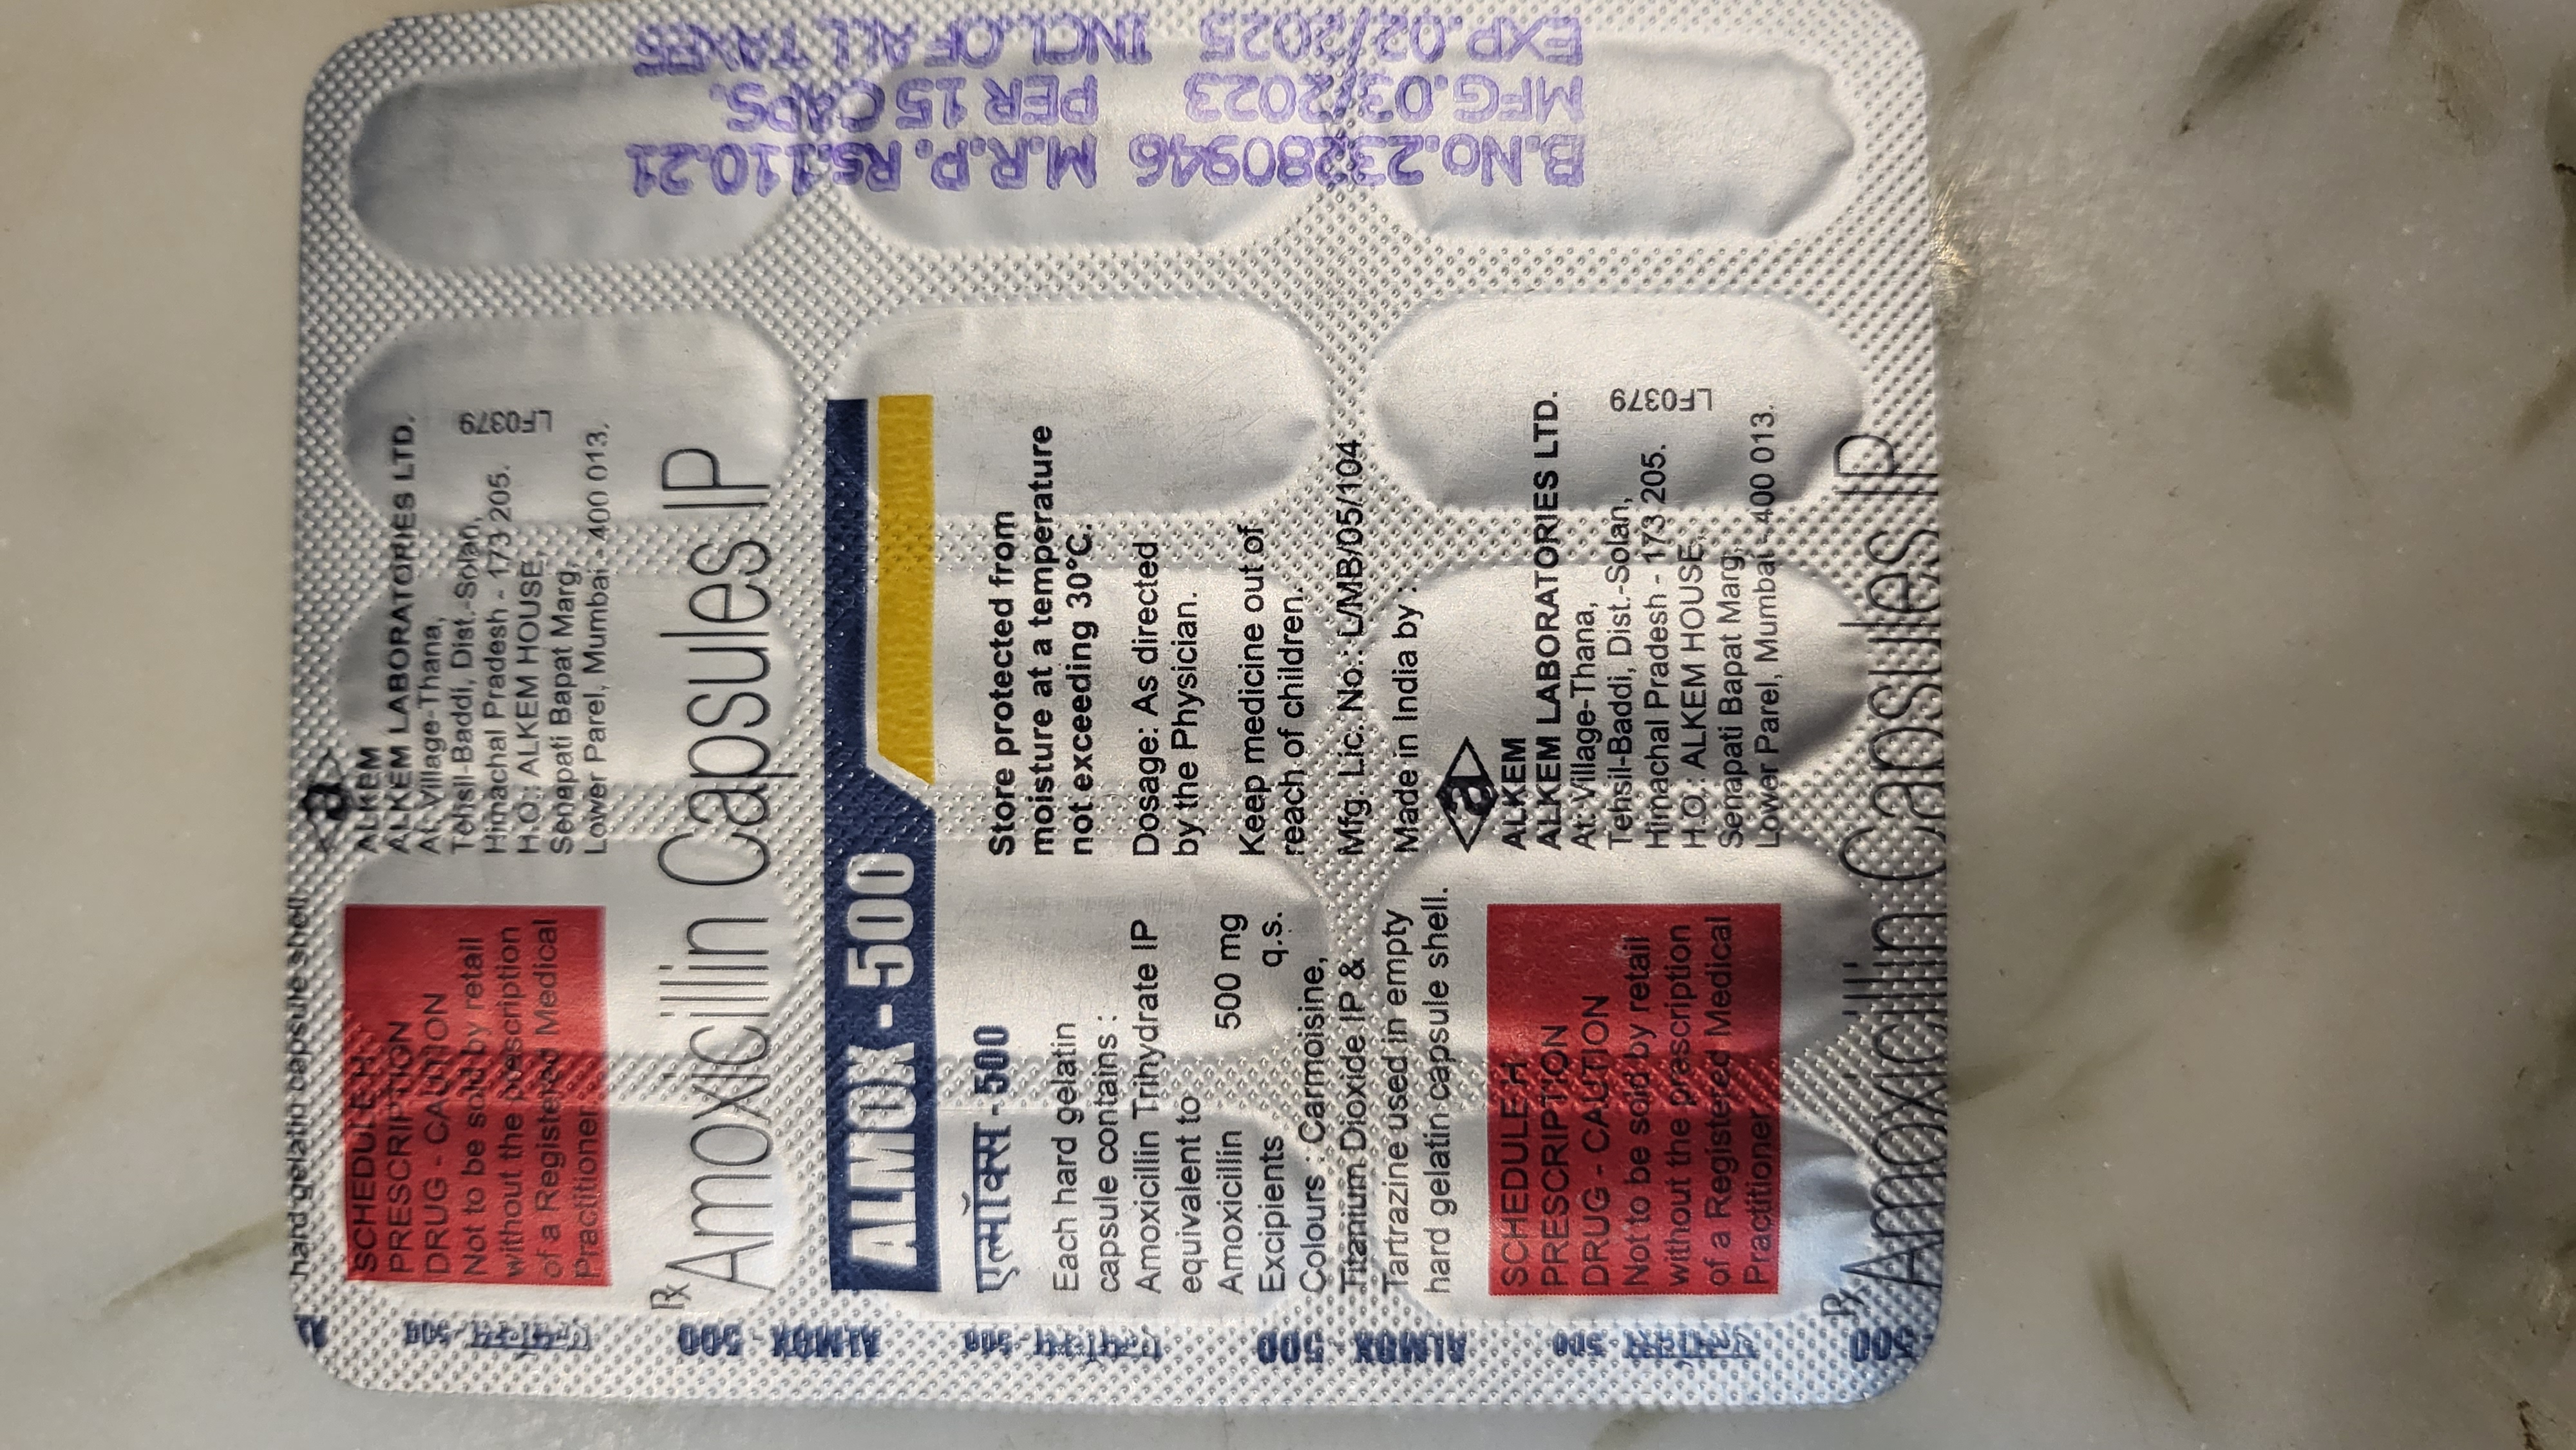 hard gelatin capsule shell
SCHEDULE H
PRESCRIPTION
DRUG - CAUTION
Not to be sold by retail
without the prescription
of a Registered Medical
Practitioner.
a
ALKEM
ALKEM LABORATORIES LTD.
At: Village-Thana,
Tehsil-Baddi, Dist.-Solan,
Himachal Pradesh - 173 205.
H.O.: ALKEM HOUSE,
Senapati Bapat Marg,
Lower Parel, Mumbai - 400 013.
LF0379
Rx Amoxicillin Capsules IP
ALMOX - 500
एल्मॉक्स - 500
Each hard gelatin
capsule contains :
Amoxicillin Trihydrate IP
equivalent to
Amoxicillin 500 mg
Excipients q.s.
Colours : Carmoisine,
Titanium Dioxide IP &
Tartrazine used in empty
hard gelatin capsule shell.
Store protected from
moisture at a temperature
not exceeding 30°C.
Dosage: As directed
by the Physician.
Keep medicine out of
reach of children.
Mfg. Lic. No.: L/MB/05/104
Made in India by :
a
ALKEM
ALKEM LABORATORIES LTD.
At: Village-Thana,
Tehsil-Baddi, Dist.-Solan,
Himachal Pradesh - 173 205.
H.O.: ALKEM HOUSE,
Senapati Bapat Marg,
Lower Parel, Mumbai - 400 013.
LF0379
SCHEDULE H
PRESCRIPTION
DRUG - CAUTION
Not to be sold by retail
without the prescription
of a Registered Medical
Practitioner.
Rx Amoxicillin Capsules IP
A
एल्मॉक्स - 500
ALMOX - 500
एल्मॉक्स - 500
ALMOX - 500
एल्मॉक्स - 500
500
B.No.23280946 M.R.P. Rs.110.21
MFG.03/2023 PER 15 CAPS.
EXP.02/2025 INCL.OF ALL TAXES